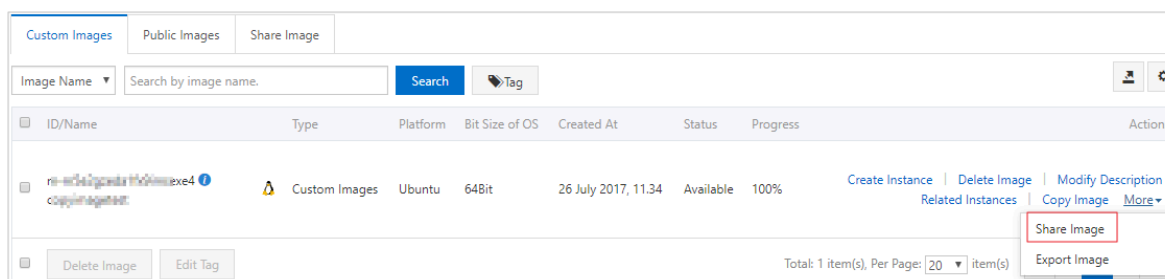 Custom Images Public Images Share Image
Image Name Search by image name. Search Tag
ID/Name Type Platform Bit Size of OS Created At Status Progress Action
exe4 Custom Images Ubuntu 64Bit 26 July 2017, 11.34 Available 100% Create Instance | Delete Image | Modify Description
Related Instances | Copy Image More
Share Image
Delete Image Edit Tag Total: 1 item(s), Per Page: 20 item(s)
Export Image